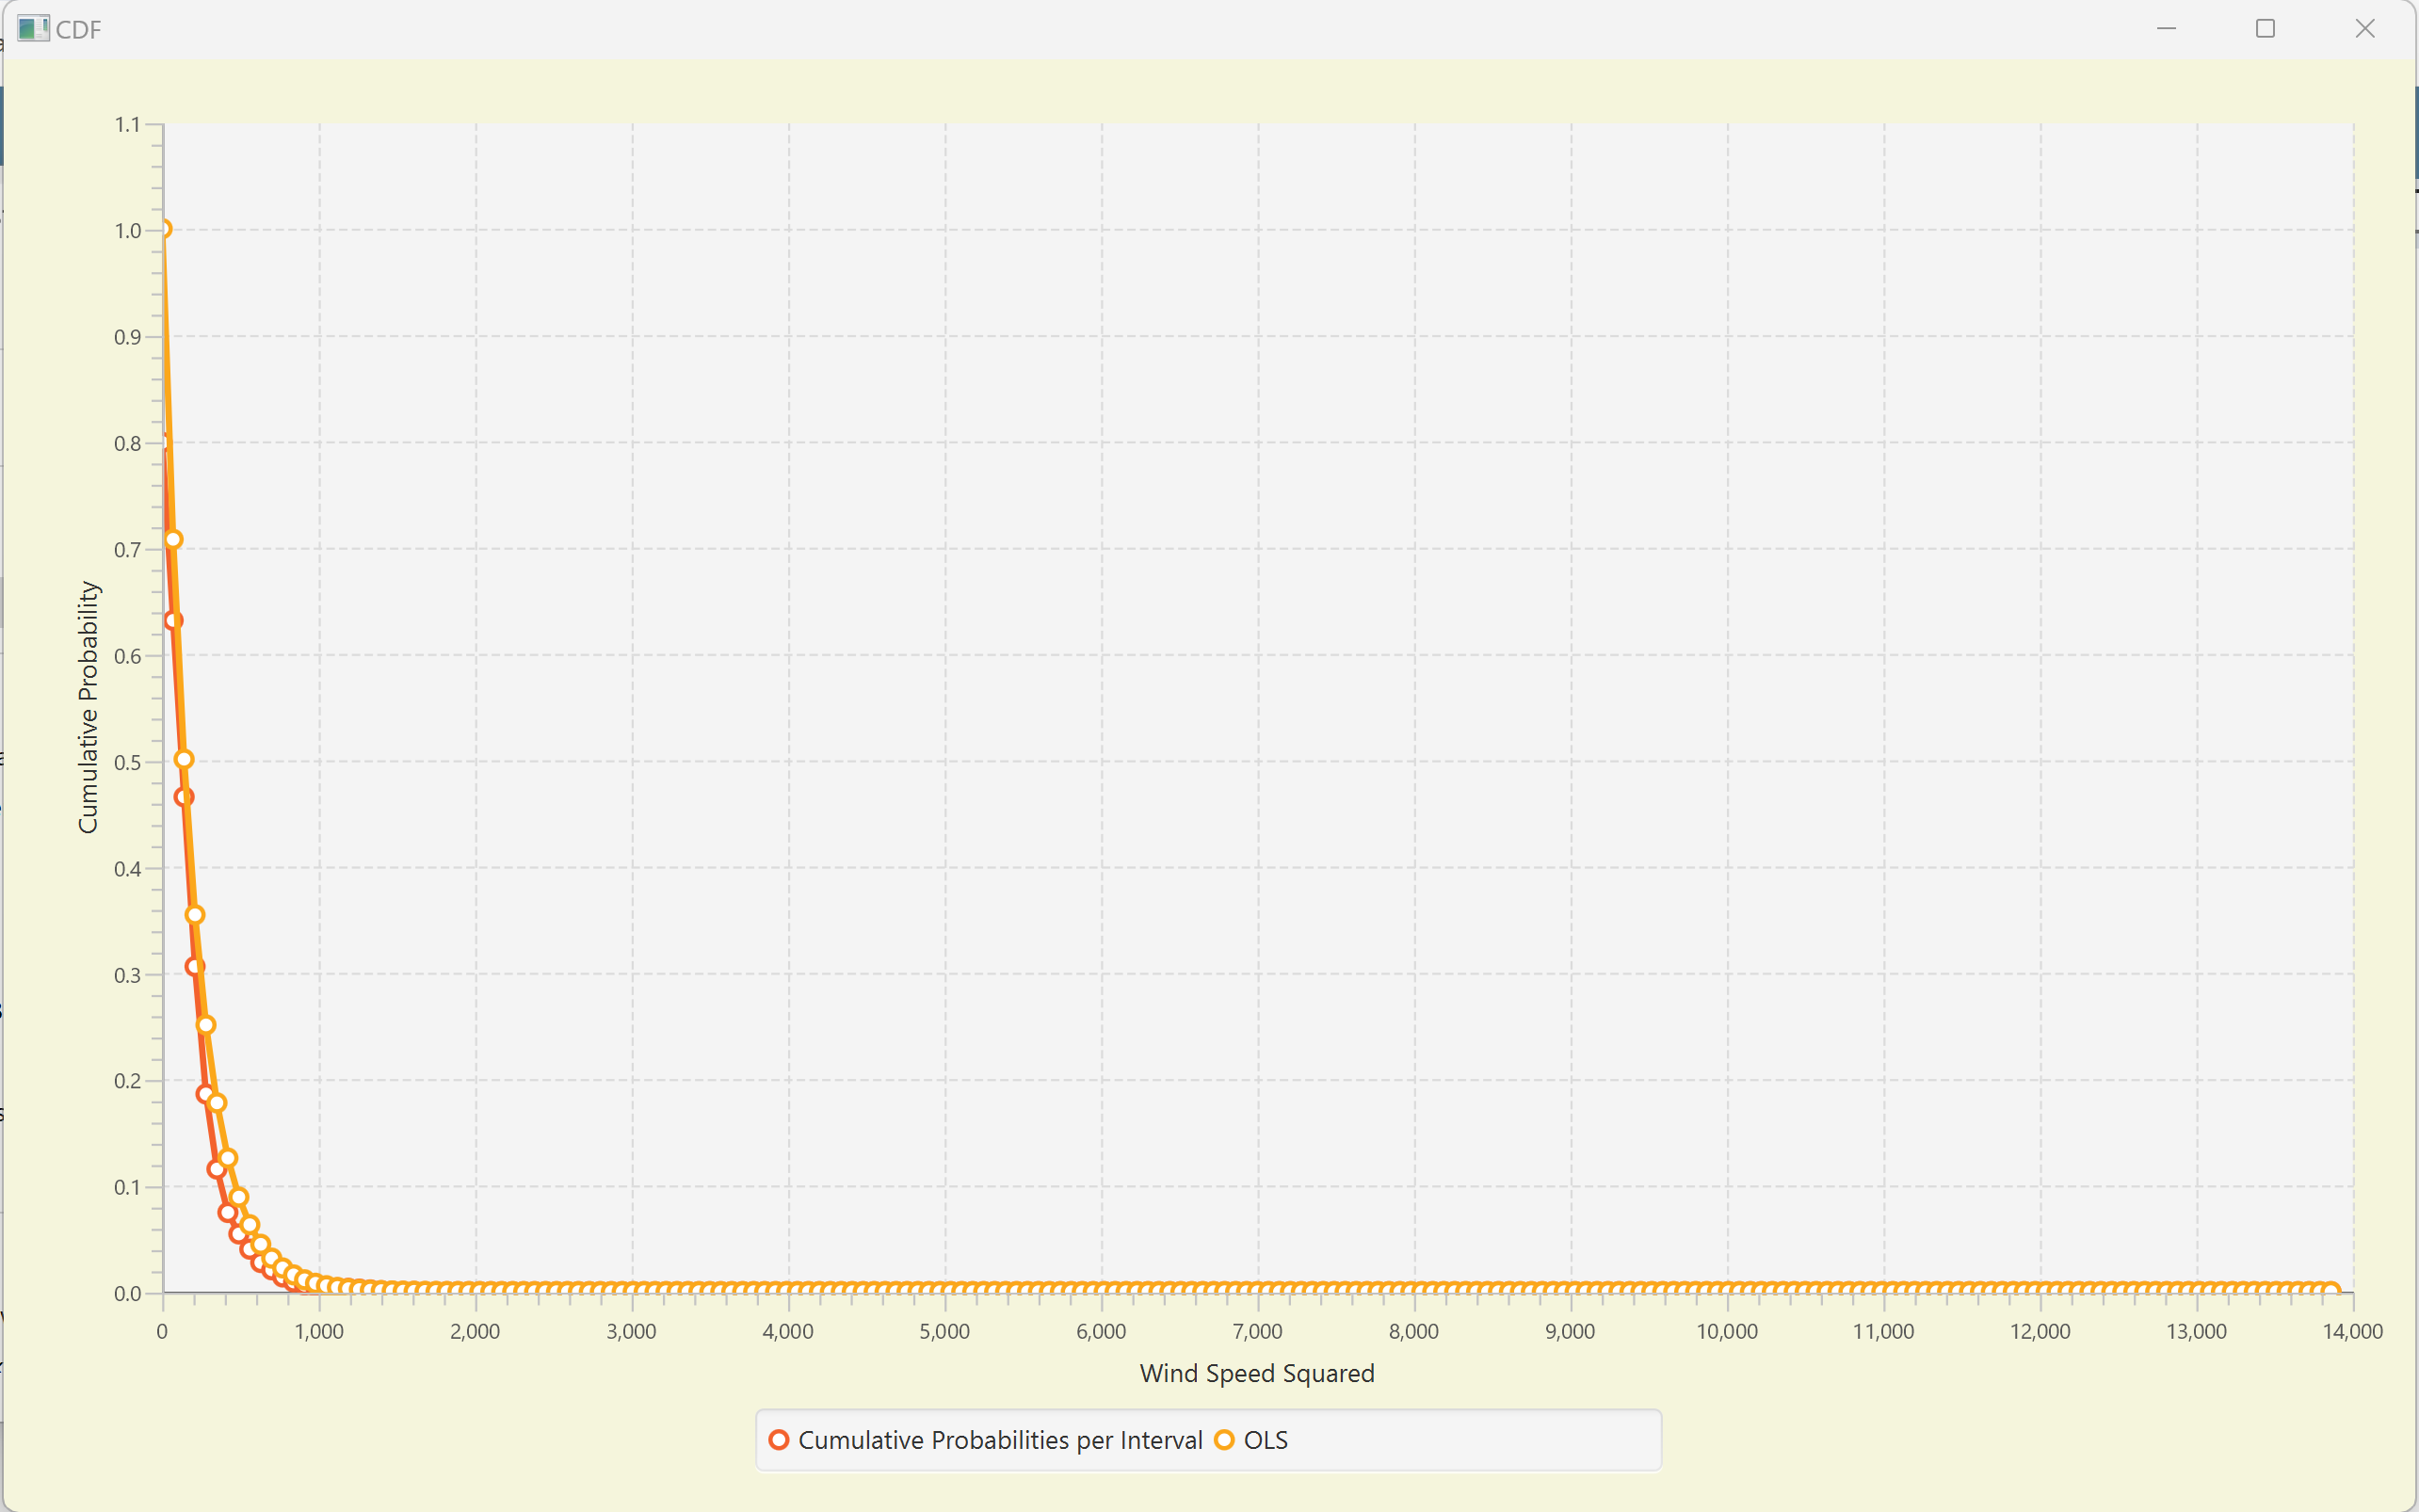 CDF
1.1
1.0
0.9
0.8
0.7
0.6
0.5
0.4
0.3
0.2
0.1
0.0
Cumulative Probability
0 1,000 2,000 3,000 4,000 5,000 6,000 7,000 8,000 9,000 10,000 11,000 12,000 13,000 14,000
Wind Speed Squared
Cumulative Probabilities per Interval OLS